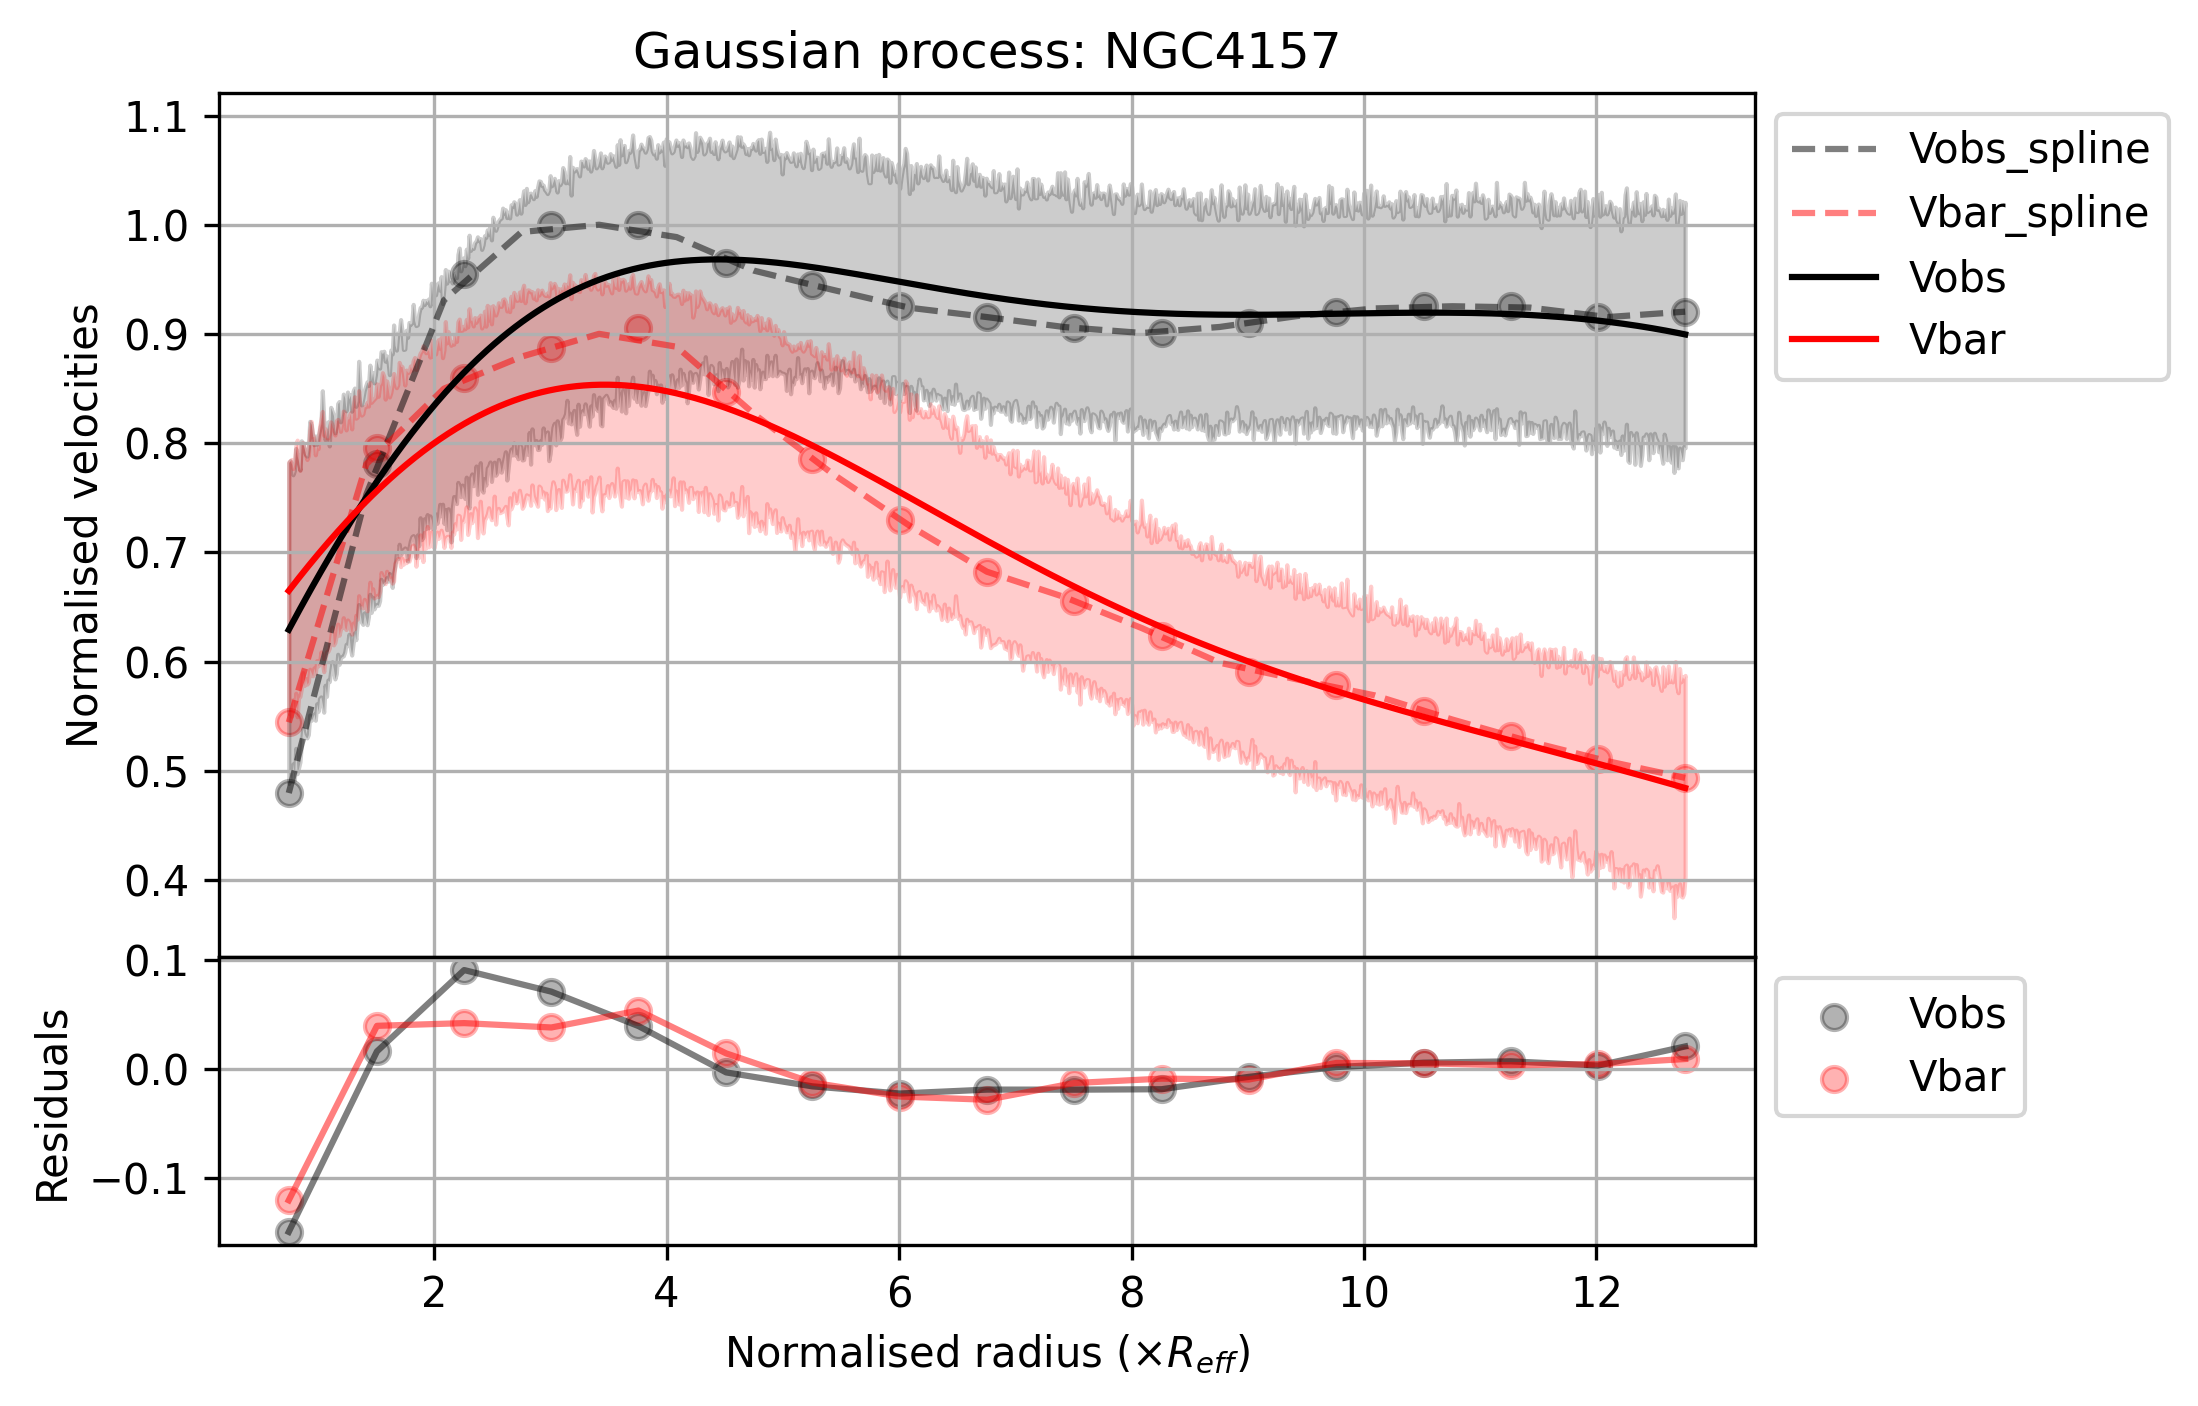 Gaussian process: NGC4157
1.1
1.0
0.9
0.8
0.7
0.6
0.5
0.4
Normalised velocities
Vobs_spline
Vbar_spline
Vobs
Vbar
0.1
0.0
−0.1
Residuals
Vobs
Vbar
2 4 6 8 10 12
Normalised radius (×R_eff)